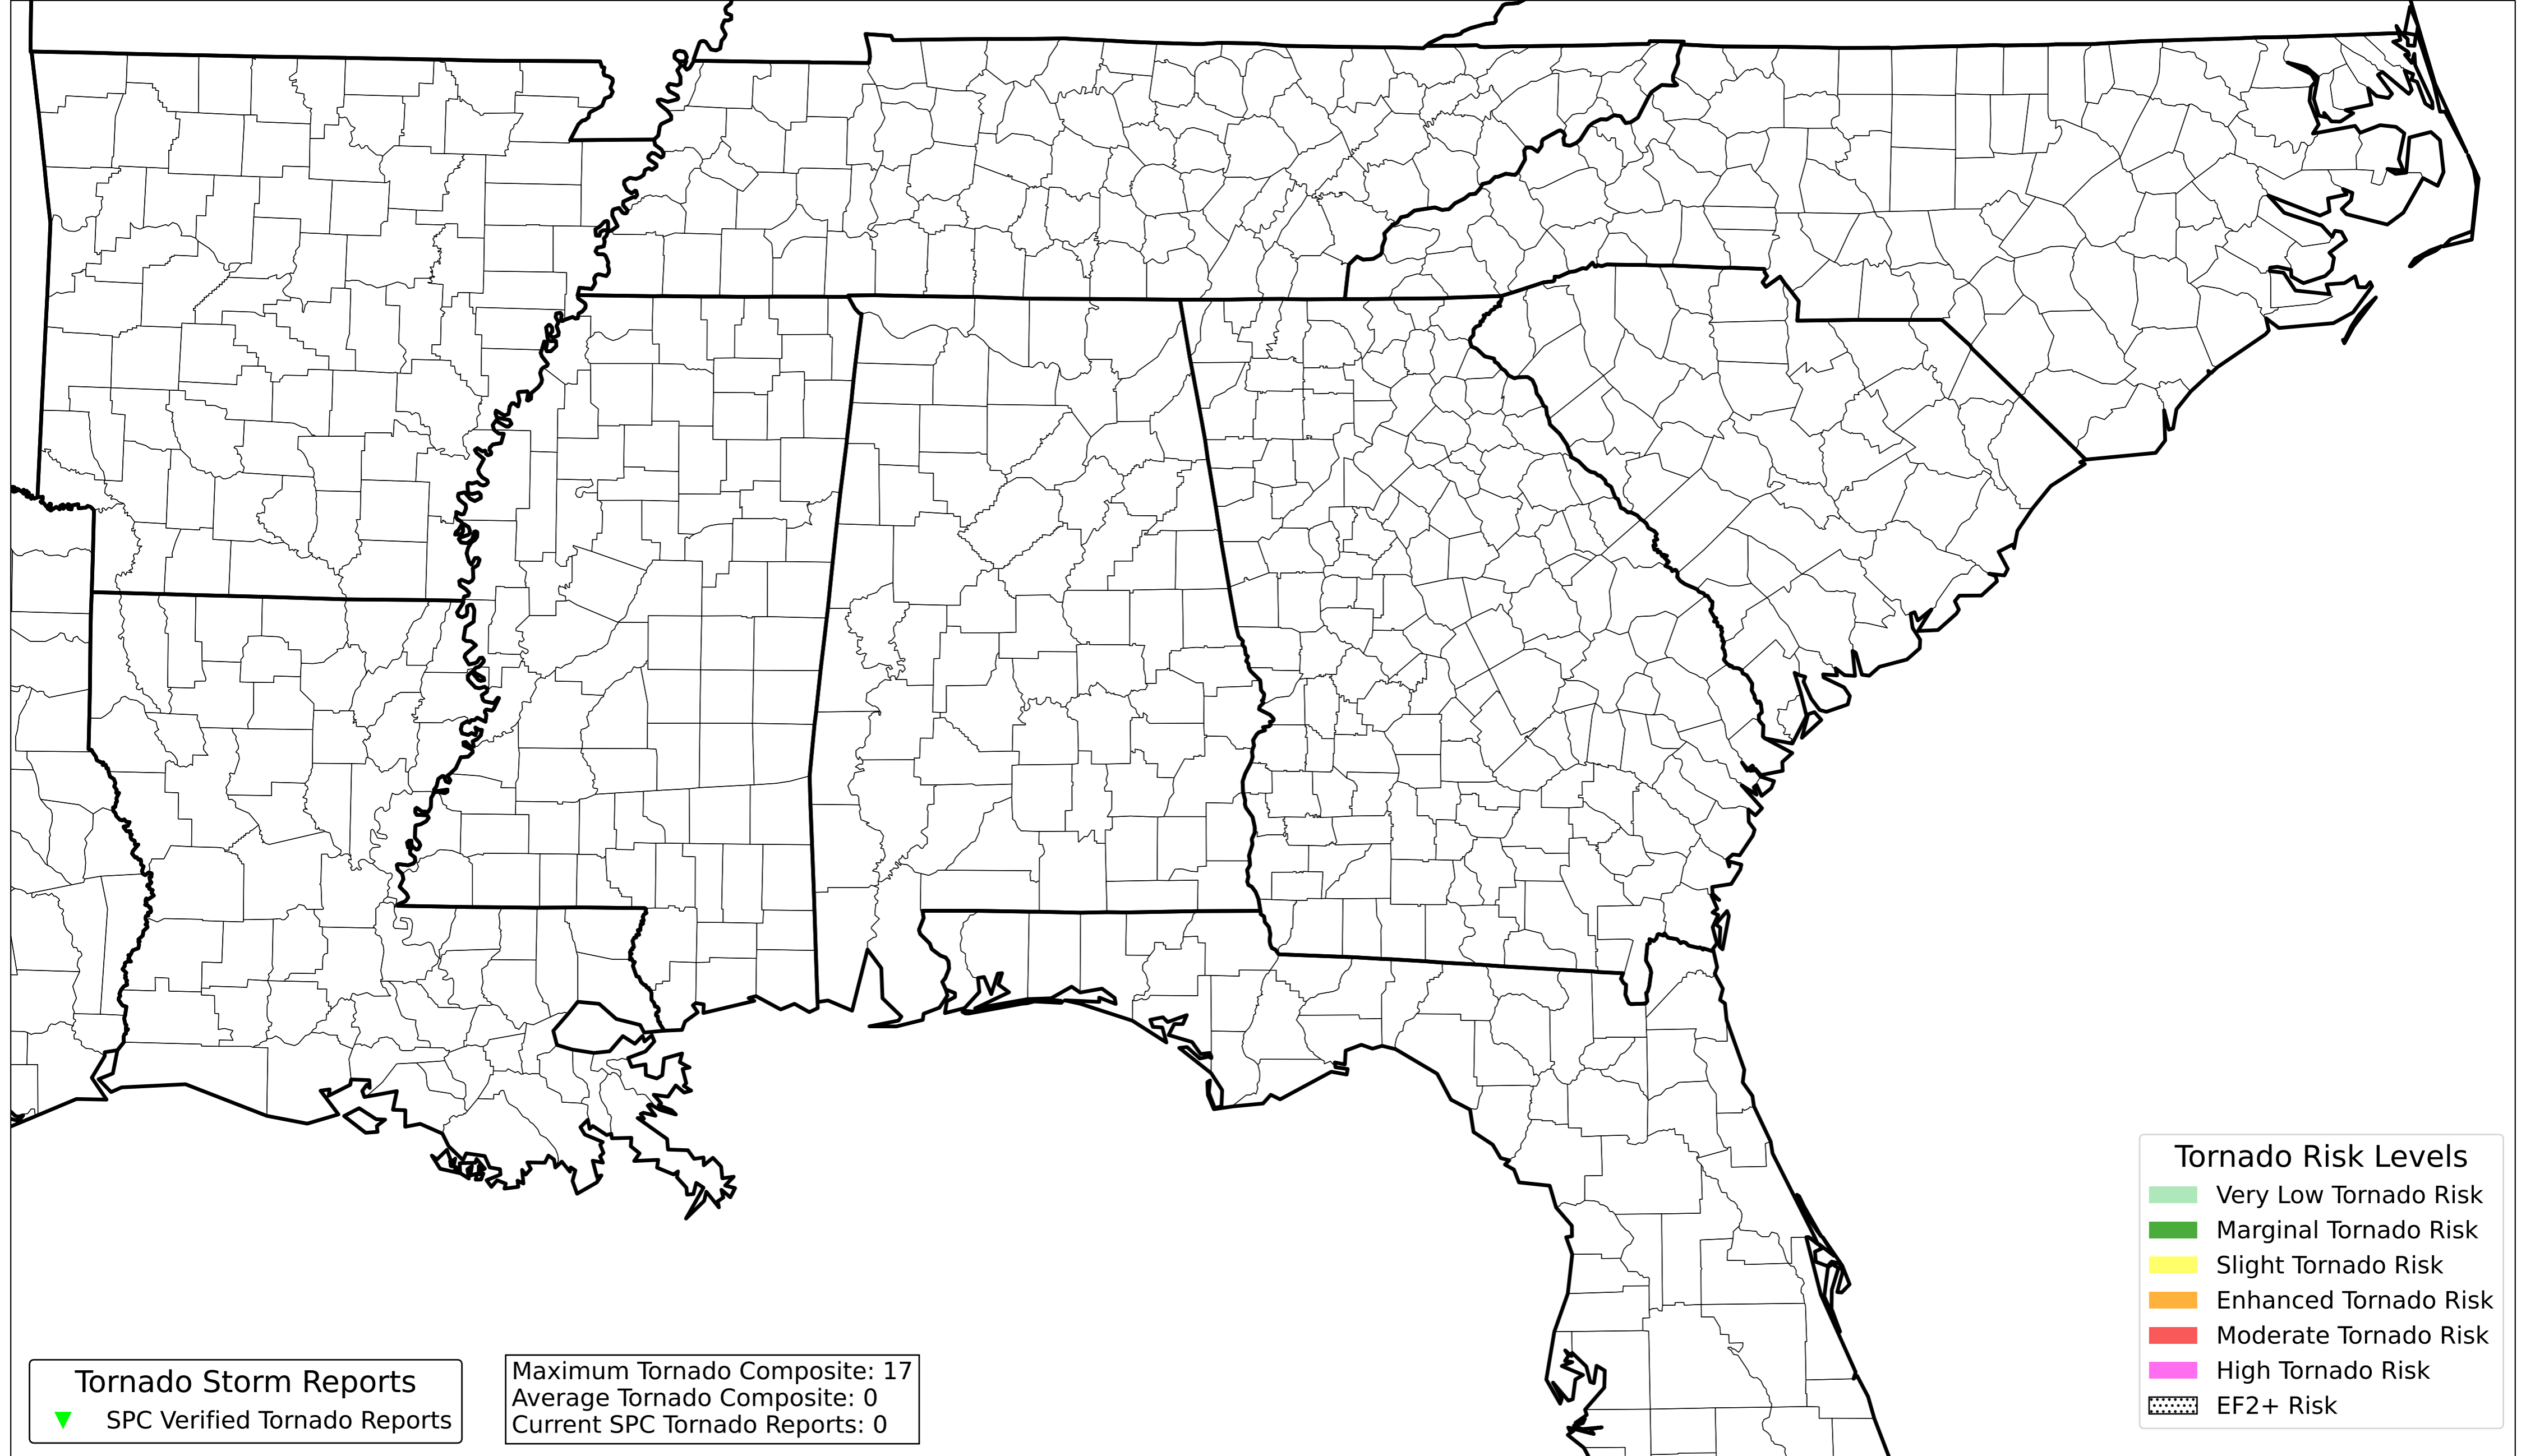 Tornado Risk Levels
Very Low Tornado Risk
Marginal Tornado Risk
Slight Tornado Risk
Enhanced Tornado Risk
Moderate Tornado Risk
High Tornado Risk
EF2+ Risk
Tornado Storm Reports
SPC Verified Tornado Reports
Maximum Tornado Composite: 17
Average Tornado Composite: 0
Current SPC Tornado Reports: 0